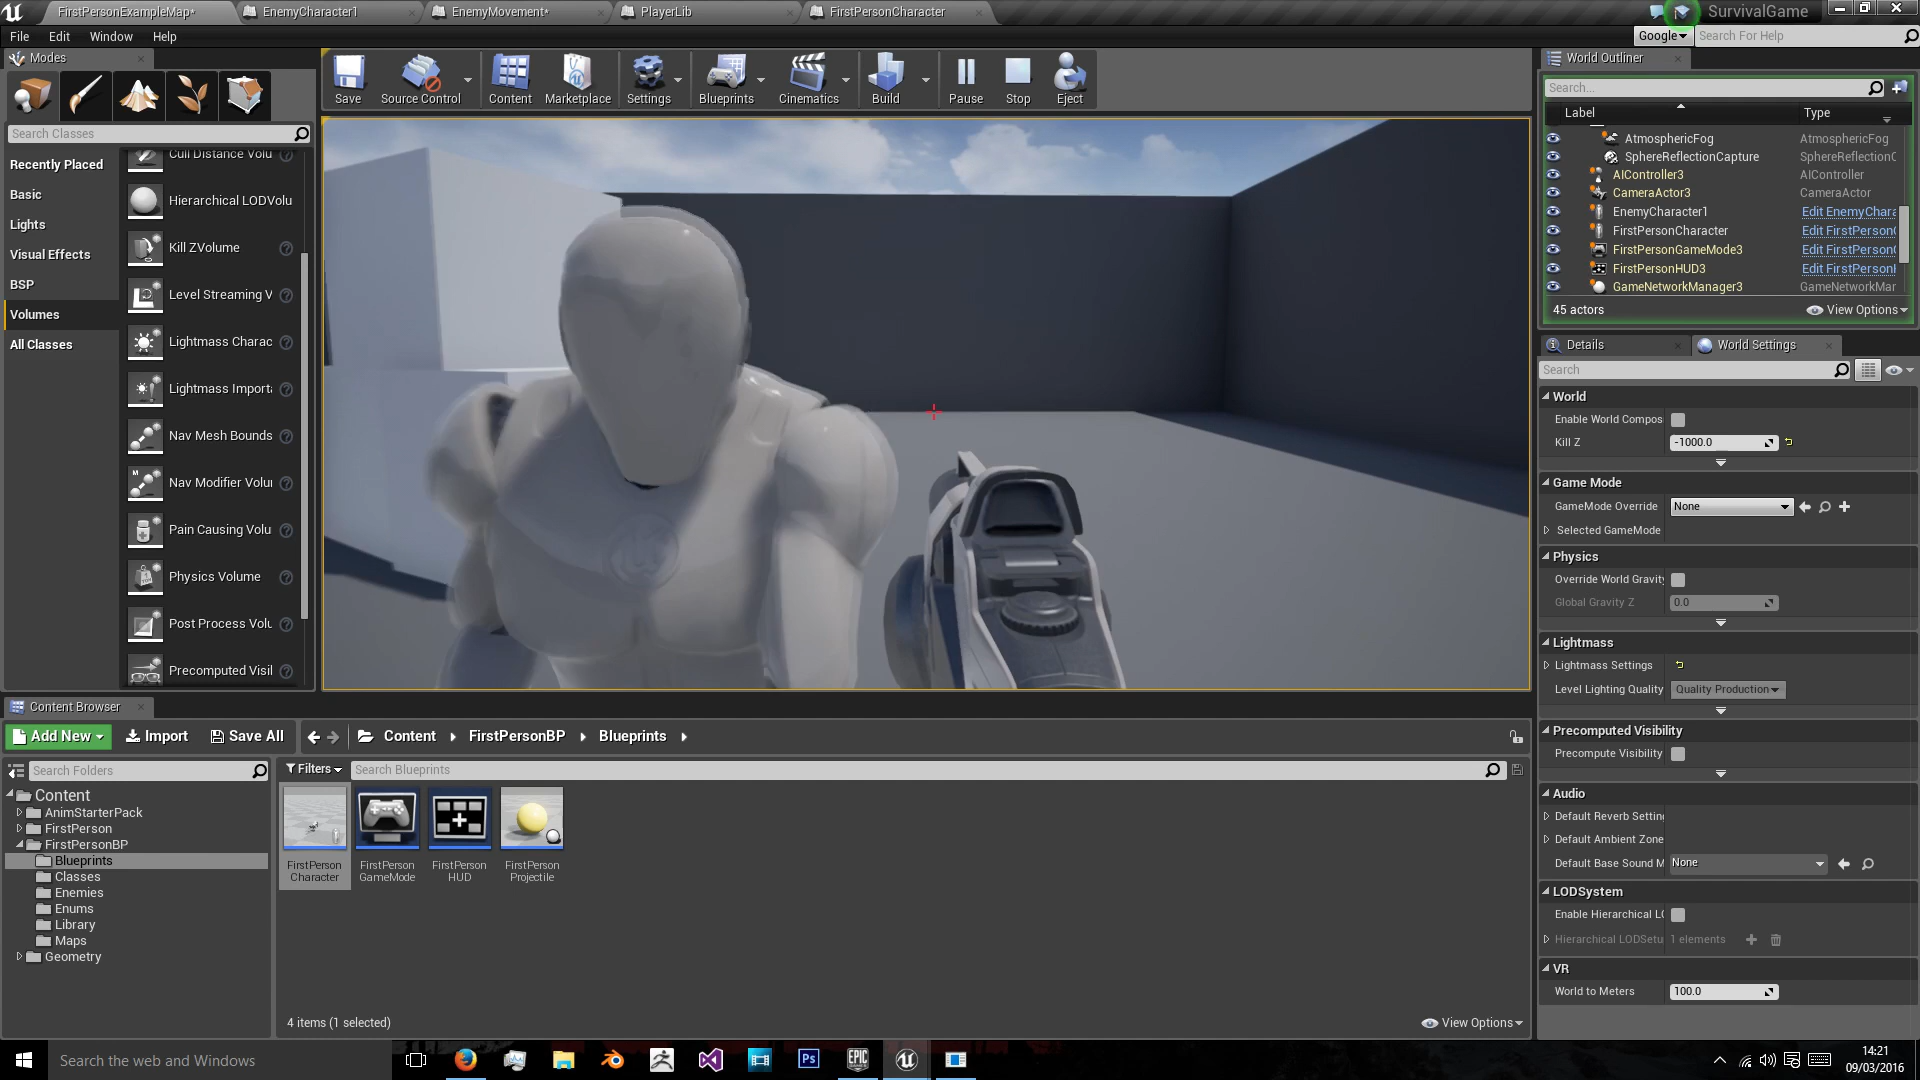 FirstPersonExampleMap*
EnemyCharacter1
EnemyMovement*
PlayerLib
FirstPersonCharacter
SurvivalGame
File Edit Window Help
Google
Search For Help
Modes
Search Classes
Recently Placed
Basic
Lights
Visual Effects
BSP
Volumes
All Classes
Cull Distance Volu
Hierarchical LODVolu
Kill ZVolume
Level Streaming V
Lightmass Charac
Lightmass Importa
Nav Mesh Bounds
Nav Modifier Volu
Pain Causing Volu
Physics Volume
Post Process Volu
Precomputed Visil
Save
Source Control
Content
Marketplace
Settings
Blueprints
Cinematics
Build
Pause
Stop
Eject
World Outliner
Search...
Label Type
AtmosphericFog AtmosphericFog
SphereReflectionCapture SphereReflectionC
AIController3 AIController
CameraActor3 CameraActor
EnemyCharacter1 Edit EnemyChara
FirstPersonCharacter Edit FirstPerson
FirstPersonGameMode3 Edit FirstPerson
FirstPersonHUD3 Edit FirstPerson
GameNetworkManager3 GameNetworkMar
45 actors
View Options
Details
World Settings
Search
World
Enable World Compos
Kill Z -1000.0
Game Mode
GameMode Override None
Selected GameMode
Physics
Override World Gravity
Global Gravity Z 0.0
Lightmass
Lightmass Settings
Level Lighting Quality Quality Production
Precomputed Visibility
Precompute Visibility
Audio
Default Reverb Setting
Default Ambient Zone
Default Base Sound M None
LODSystem
Enable Hierarchical LO
Hierarchical LODSetu 1 elements
VR
World to Meters 100.0
Content Browser
Add New
Import
Save All
Content
FirstPersonBP
Blueprints
Search Folders
Filters
Search Blueprints
Content
AnimStarterPack
FirstPerson
FirstPersonBP
Blueprints
Classes
Enemies
Enums
Library
Maps
Geometry
FirstPerson
Character
FirstPerson
GameMode
FirstPerson
HUD
FirstPerson
Projectile
4 items (1 selected)
View Options
Search the web and Windows
Ps
EPIC
14:21
09/03/2016